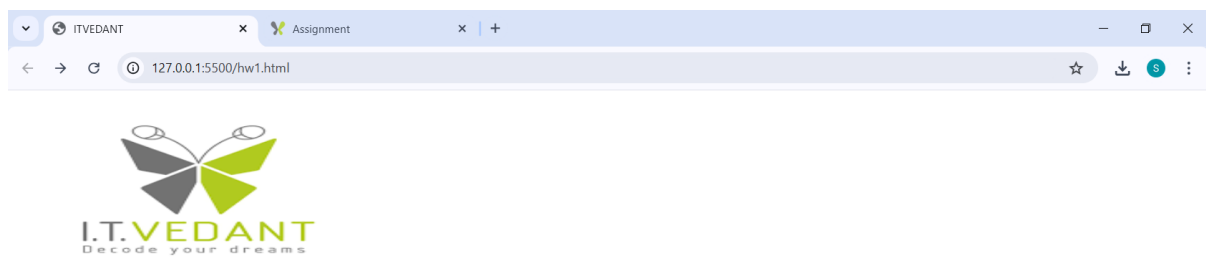 ITVEDANT
Assignment
127.0.0.1:5500/hw1.html
S
I.T.VEDANT
Decode your dreams